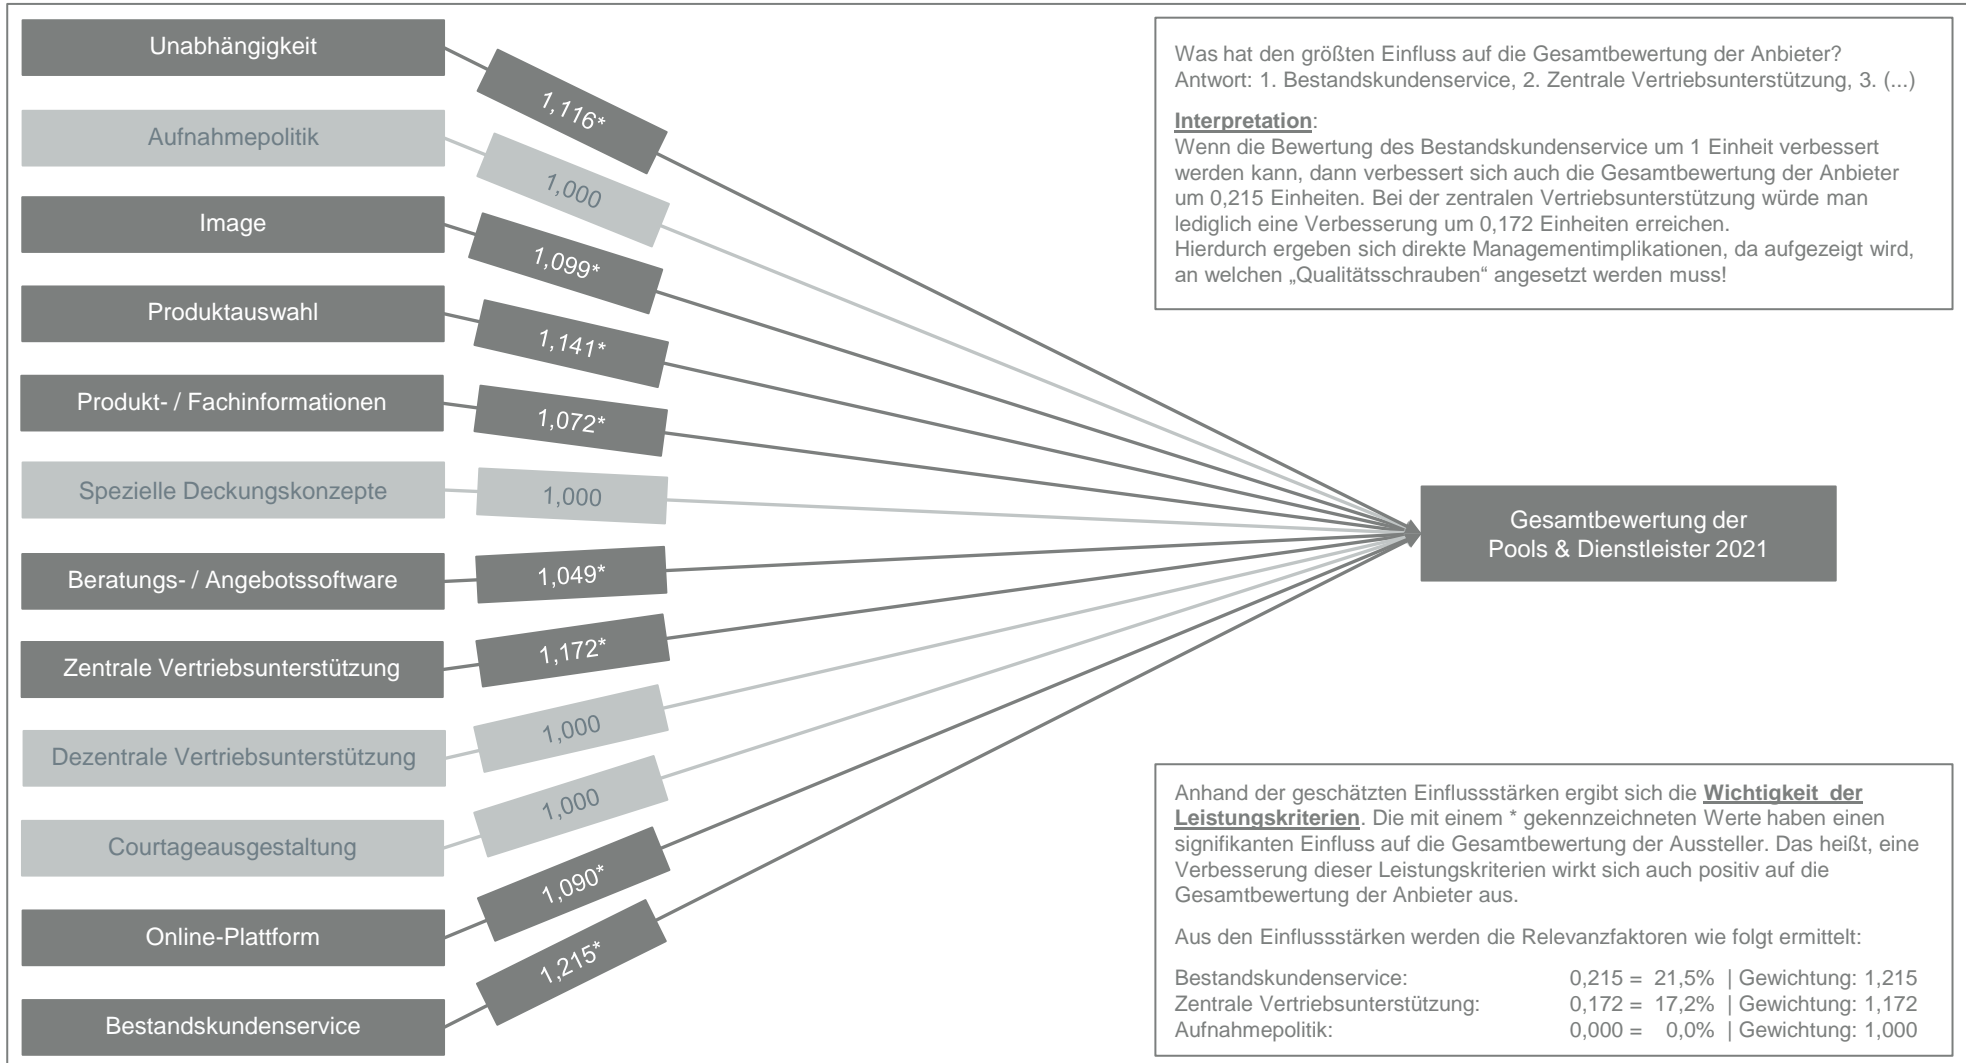 Unabhängigkeit
1,116*
Aufnahmepolitik
1,000
Image
1,099*
Produktauswahl
1,141*
Produkt- / Fachinformationen
1,072*
Spezielle Deckungskonzepte
1,000
Beratungs- / Angebotssoftware
1,049*
Zentrale Vertriebsunterstützung
1,172*
Dezentrale Vertriebsunterstützung
1,000
Courtageausgestaltung
1,000
Online-Plattform
1,090*
Bestandskundenservice
1,215*
Gesamtbewertung der
Pools & Dienstleister 2021
Was hat den größten Einfluss auf die Gesamtbewertung der Anbieter?
Antwort: 1. Bestandskundenservice, 2. Zentrale Vertriebsunterstützung, 3. (...)
Interpretation:
Wenn die Bewertung des Bestandskundenservice um 1 Einheit verbessert
werden kann, dann verbessert sich auch die Gesamtbewertung der Anbieter
um 0,215 Einheiten. Bei der zentralen Vertriebsunterstützung würde man
lediglich eine Verbesserung um 0,172 Einheiten erreichen.
Hierdurch ergeben sich direkte Managementimplikationen, da aufgezeigt wird,
an welchen „Qualitätsschrauben“ angesetzt werden muss!
Anhand der geschätzten Einflussstärken ergibt sich die Wichtigkeit der
Leistungskriterien. Die mit einem * gekennzeichneten Werte haben einen
signifikanten Einfluss auf die Gesamtbewertung der Aussteller. Das heißt, eine
Verbesserung dieser Leistungskriterien wirkt sich auch positiv auf die
Gesamtbewertung der Anbieter aus.
Aus den Einflussstärken werden die Relevanzfaktoren wie folgt ermittelt:
Bestandskundenservice: 0,215 = 21,5% | Gewichtung: 1,215
Zentrale Vertriebsunterstützung: 0,172 = 17,2% | Gewichtung: 1,172
Aufnahmepolitik: 0,000 = 0,0% | Gewichtung: 1,000